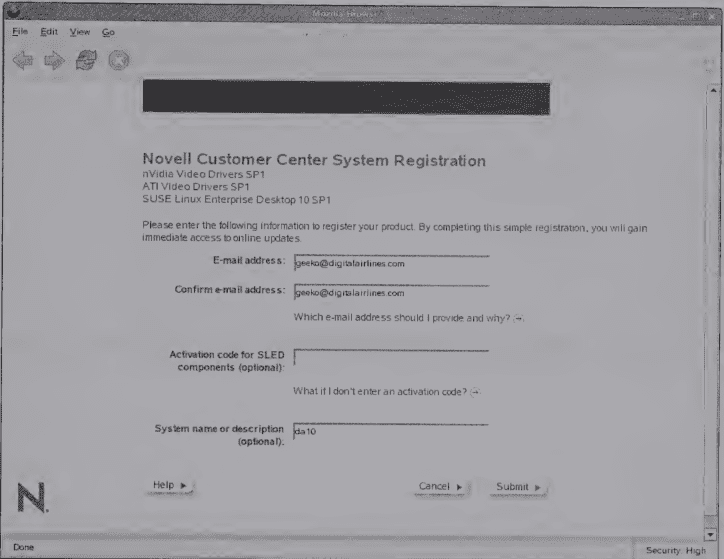 Mozilla Browser
File Edit View Go
Novell Customer Center System Registration
nVidia Video Drivers SP1
ATI Video Drivers SP1
SUSE Linux Enterprise Desktop 10 SP1
Please enter the following information to register your product. By completing this simple registration, you will gain
immediate access to online updates.
E-mail address: geeko@digitalairlines.com
Confirm e-mail address: geeko@digitalairlines.com
Which e-mail address should I provide and why?
Activation code for SLED
components (optional):
What if I don't enter an activation code?
System name or description
(optional): da10
Help Cancel Submit
N.
Done Security: High